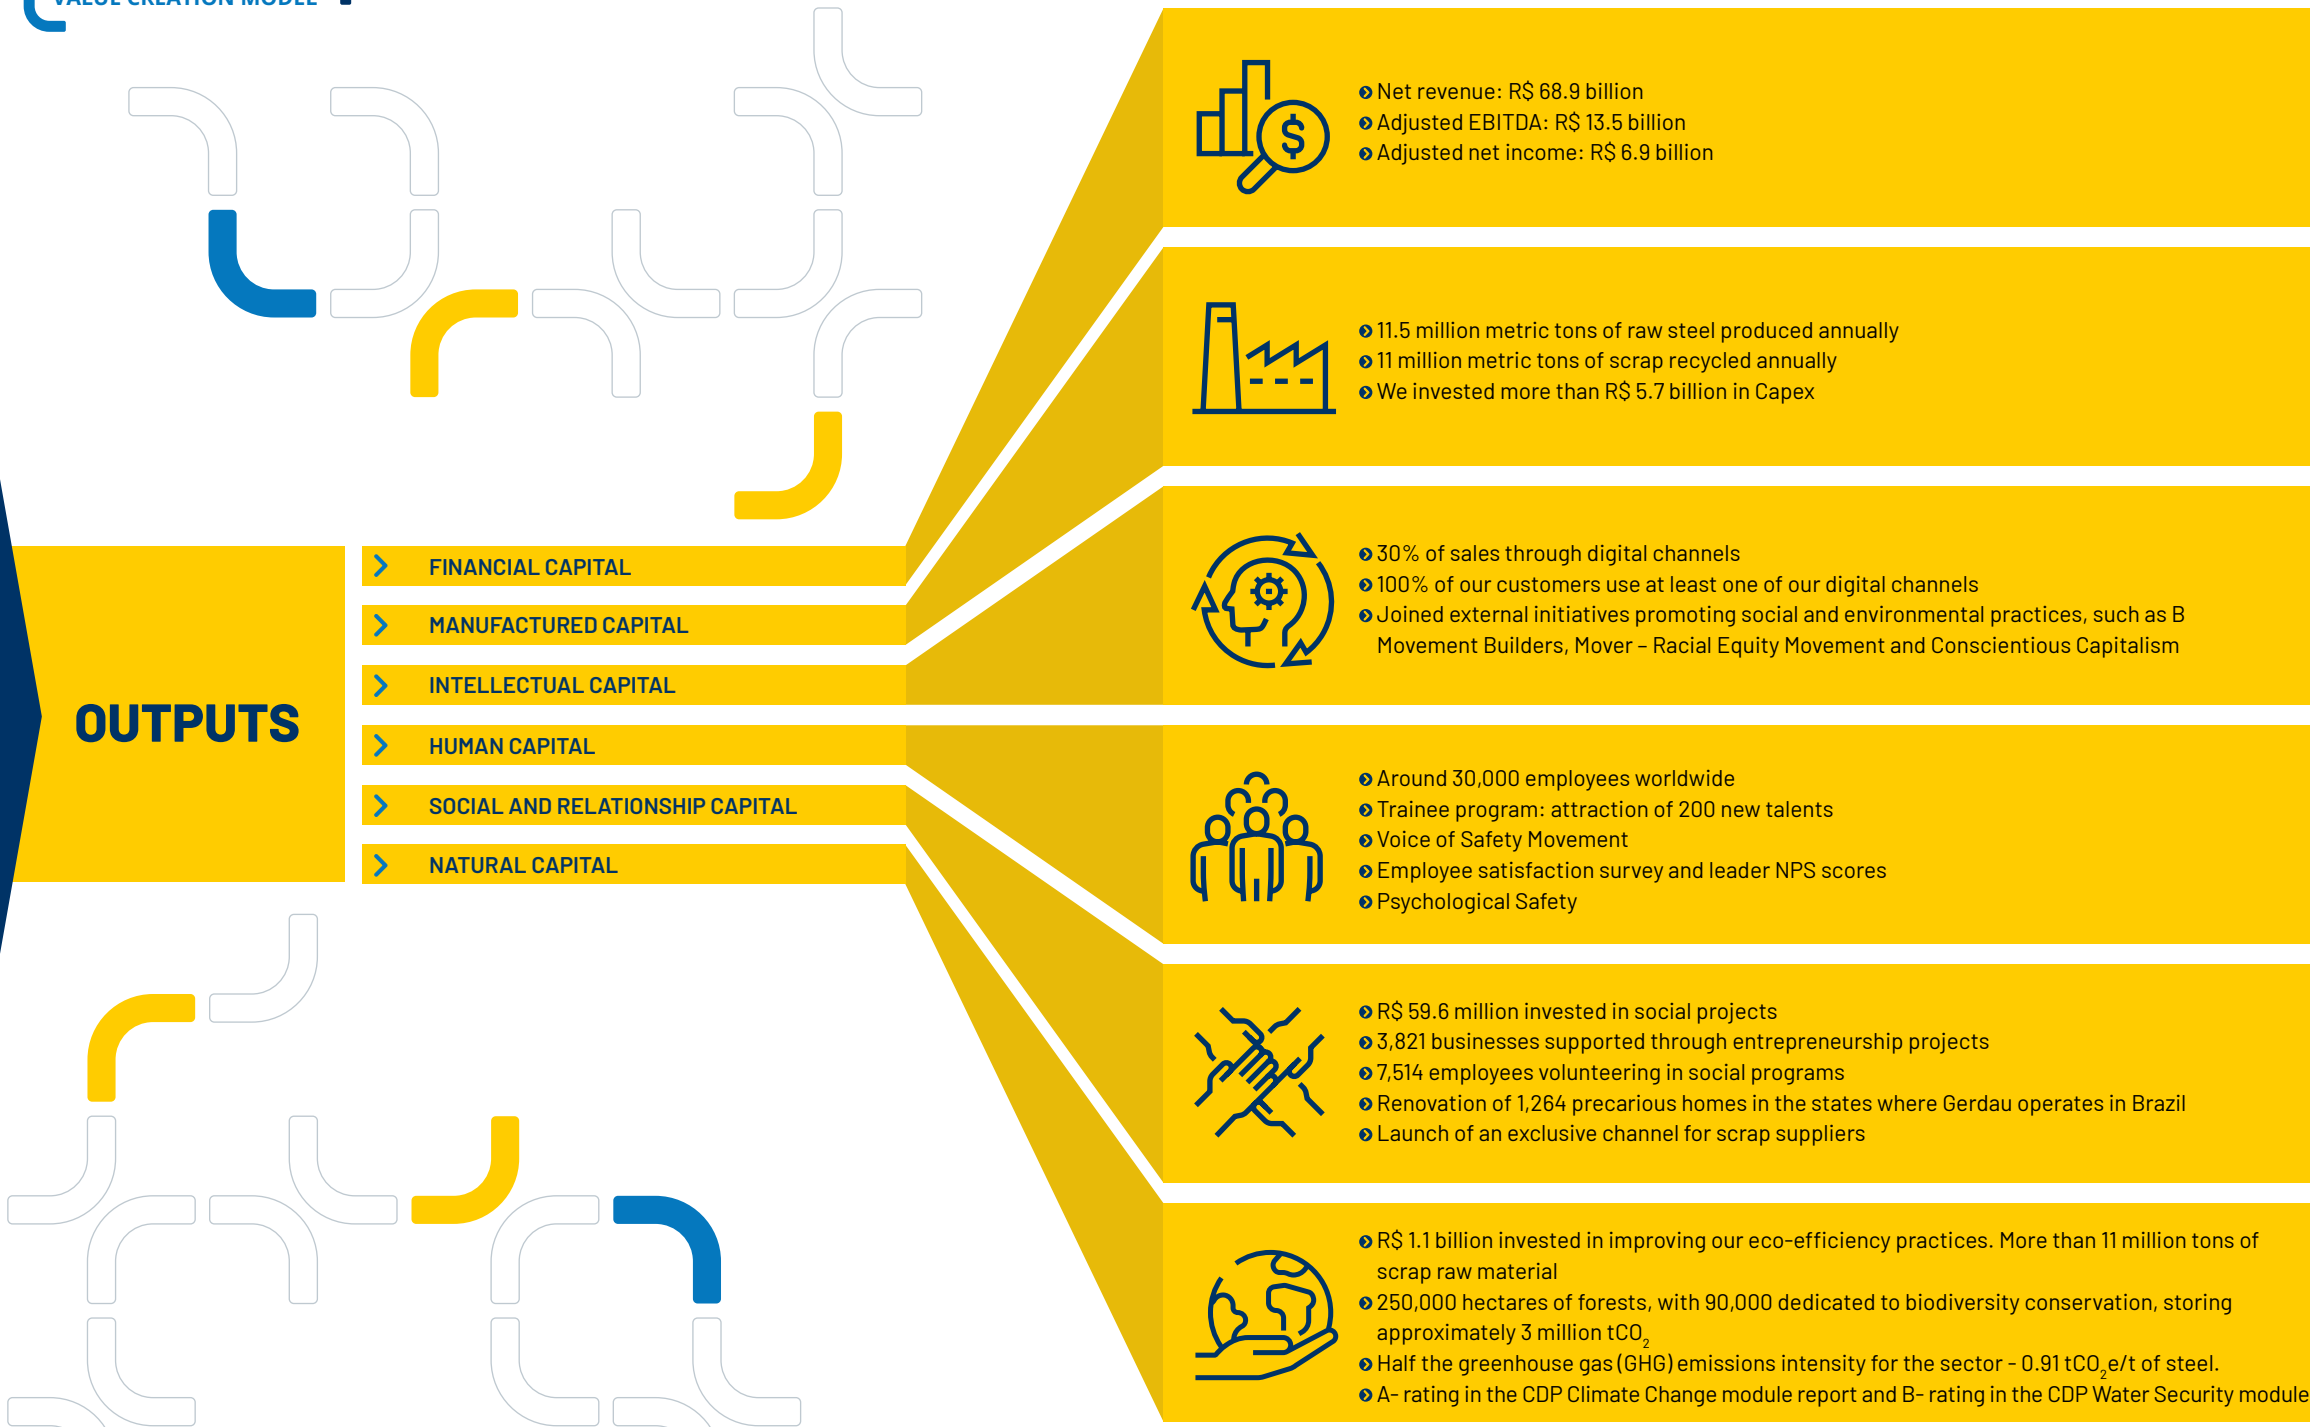 VALUE CREATION MODEL
OUTPUTS
FINANCIAL CAPITAL
MANUFACTURED CAPITAL
INTELLECTUAL CAPITAL
HUMAN CAPITAL
SOCIAL AND RELATIONSHIP CAPITAL
NATURAL CAPITAL
Net revenue: R$ 68.9 billion
Adjusted EBITDA: R$ 13.5 billion
Adjusted net income: R$ 6.9 billion
11.5 million metric tons of raw steel produced annually
11 million metric tons of scrap recycled annually
We invested more than R$ 5.7 billion in Capex
30% of sales through digital channels
100% of our customers use at least one of our digital channels
Joined external initiatives promoting social and environmental practices, such as B
Movement Builders, Mover – Racial Equity Movement and Conscientious Capitalism
Around 30,000 employees worldwide
Trainee program: attraction of 200 new talents
Voice of Safety Movement
Employee satisfaction survey and leader NPS scores
Psychological Safety
R$ 59.6 million invested in social projects
3,821 businesses supported through entrepreneurship projects
7,514 employees volunteering in social programs
Renovation of 1,264 precarious homes in the states where Gerdau operates in Brazil
Launch of an exclusive channel for scrap suppliers
R$ 1.1 billion invested in improving our eco-efficiency practices. More than 11 million tons of
scrap raw material
250,000 hectares of forests, with 90,000 dedicated to biodiversity conservation, storing
approximately 3 million tCO₂
Half the greenhouse gas (GHG) emissions intensity for the sector - 0.91 tCO₂e/t of steel.
A- rating in the CDP Climate Change module report and B- rating in the CDP Water Security module